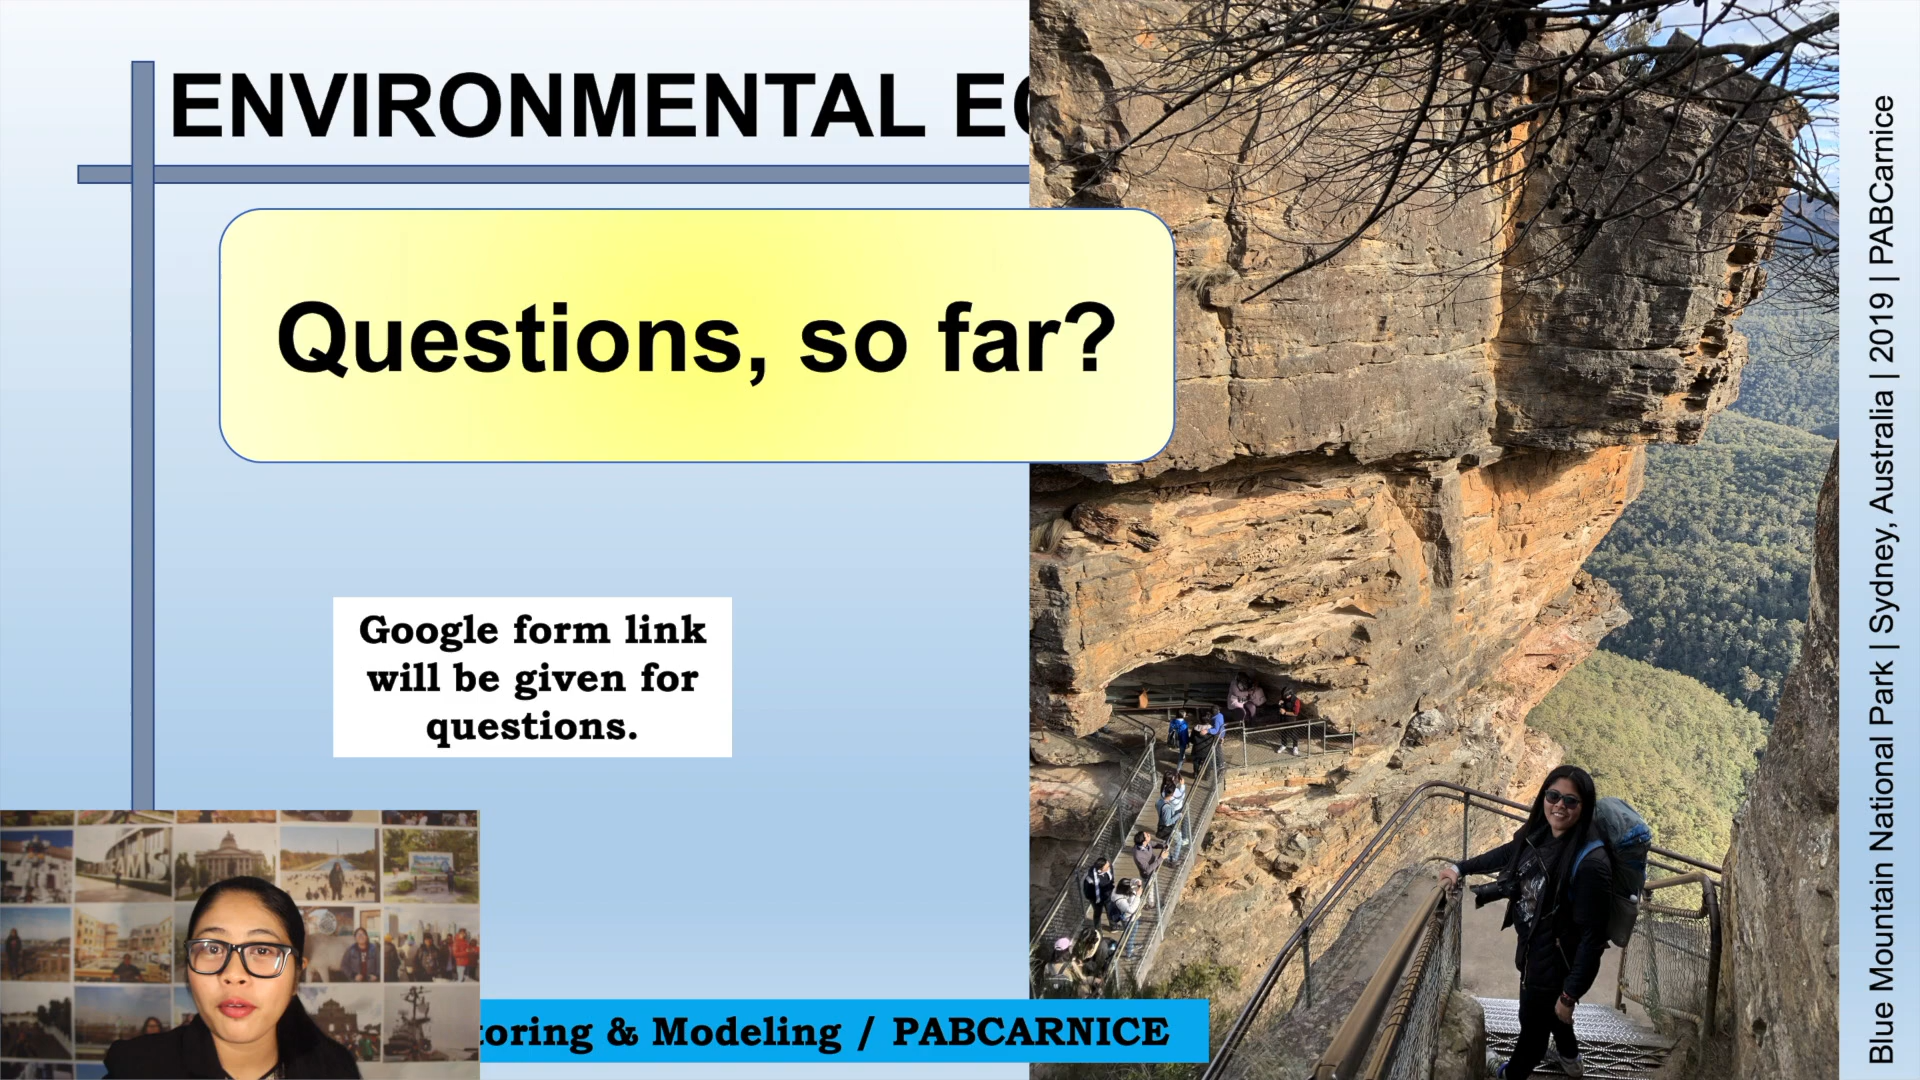 ENVIRONMENTAL
Questions, so far?
Google form link
will be given for
questions.
toring & Modeling / PABCARNICE
Blue Mountain National Park | Sydney, Australia | 2019 | PABCarnice